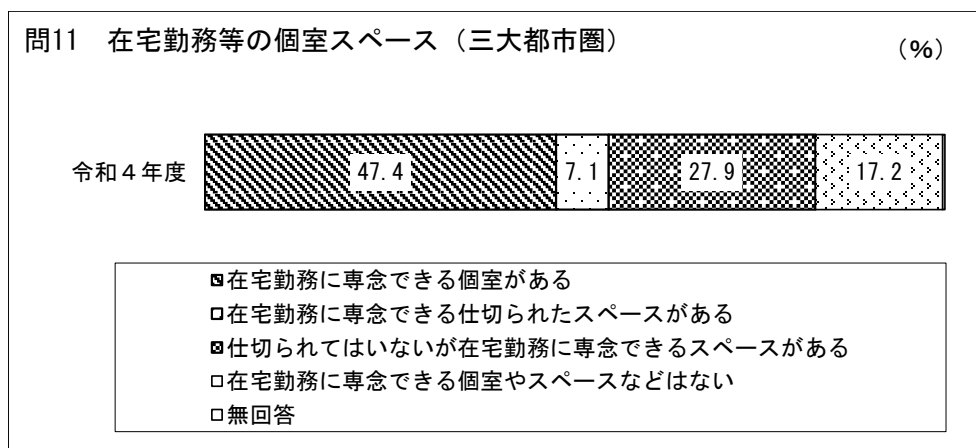 問11 在宅勤務等の個室スペース（三大都市圏）
（%）
令和４年度 47.4 7.1 27.9 17.2
在宅勤務に専念できる個室がある
在宅勤務に専念できる仕切られたスペースがある
仕切られてはいないが在宅勤務に専念できるスペースがある
在宅勤務に専念できる個室やスペースなどはない
無回答